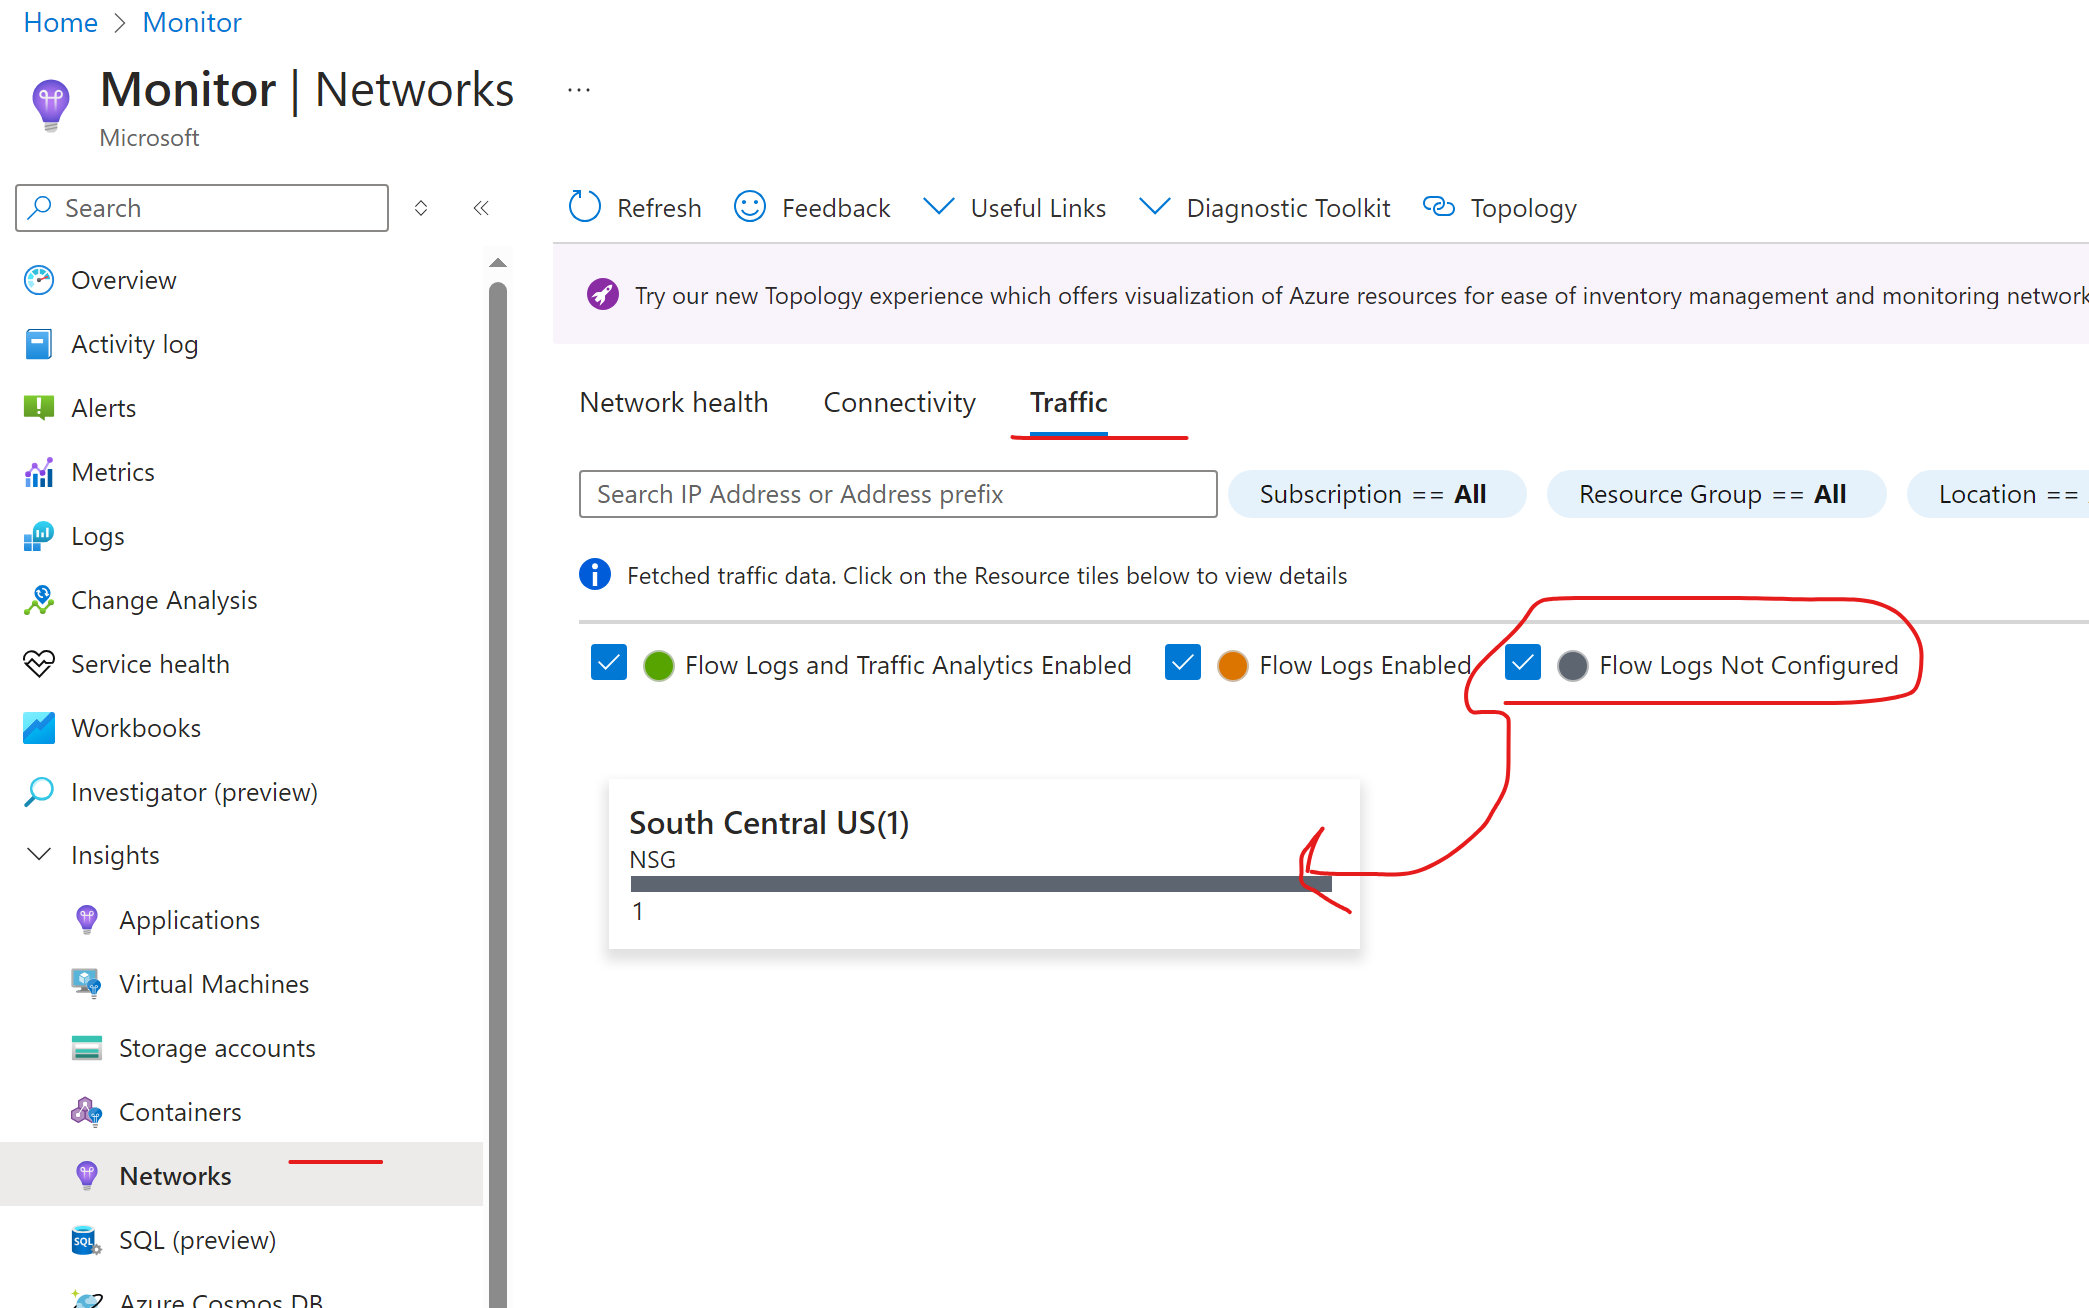 Home > Monitor
Monitor | Networks ...
Microsoft
Search
Overview
Activity log
Alerts
Metrics
Logs
Change Analysis
Service health
Workbooks
Investigator (preview)
Insights
Applications
Virtual Machines
Storage accounts
Containers
Networks
SQL (preview)
Azure Cosmos DB
Refresh Feedback Useful Links Diagnostic Toolkit Topology
Try our new Topology experience which offers visualization of Azure resources for ease of inventory management and monitoring network
Network health Connectivity Traffic
Search IP Address or Address prefix Subscription == All Resource Group == All Location ==
Fetched traffic data. Click on the Resource tiles below to view details
Flow Logs and Traffic Analytics Enabled Flow Logs Enabled Flow Logs Not Configured
South Central US(1)
NSG
1